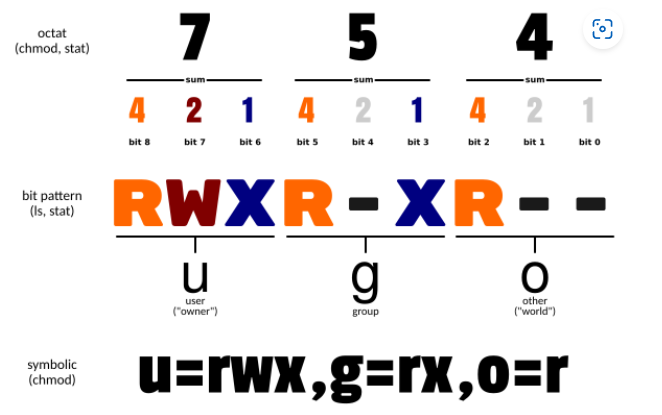 octat
(chmod, stat)
7 5 4
sum sum sum
4 2 1 4 2 1 4 2 1
bit 8 bit 7 bit 6 bit 5 bit 4 bit 3 bit 2 bit 1 bit 0
bit pattern
(ls, stat)
RWXR-XR--
u g o
user group other
("owner") ("world")
symbolic
(chmod)
u=rwx,g=rx,o=r